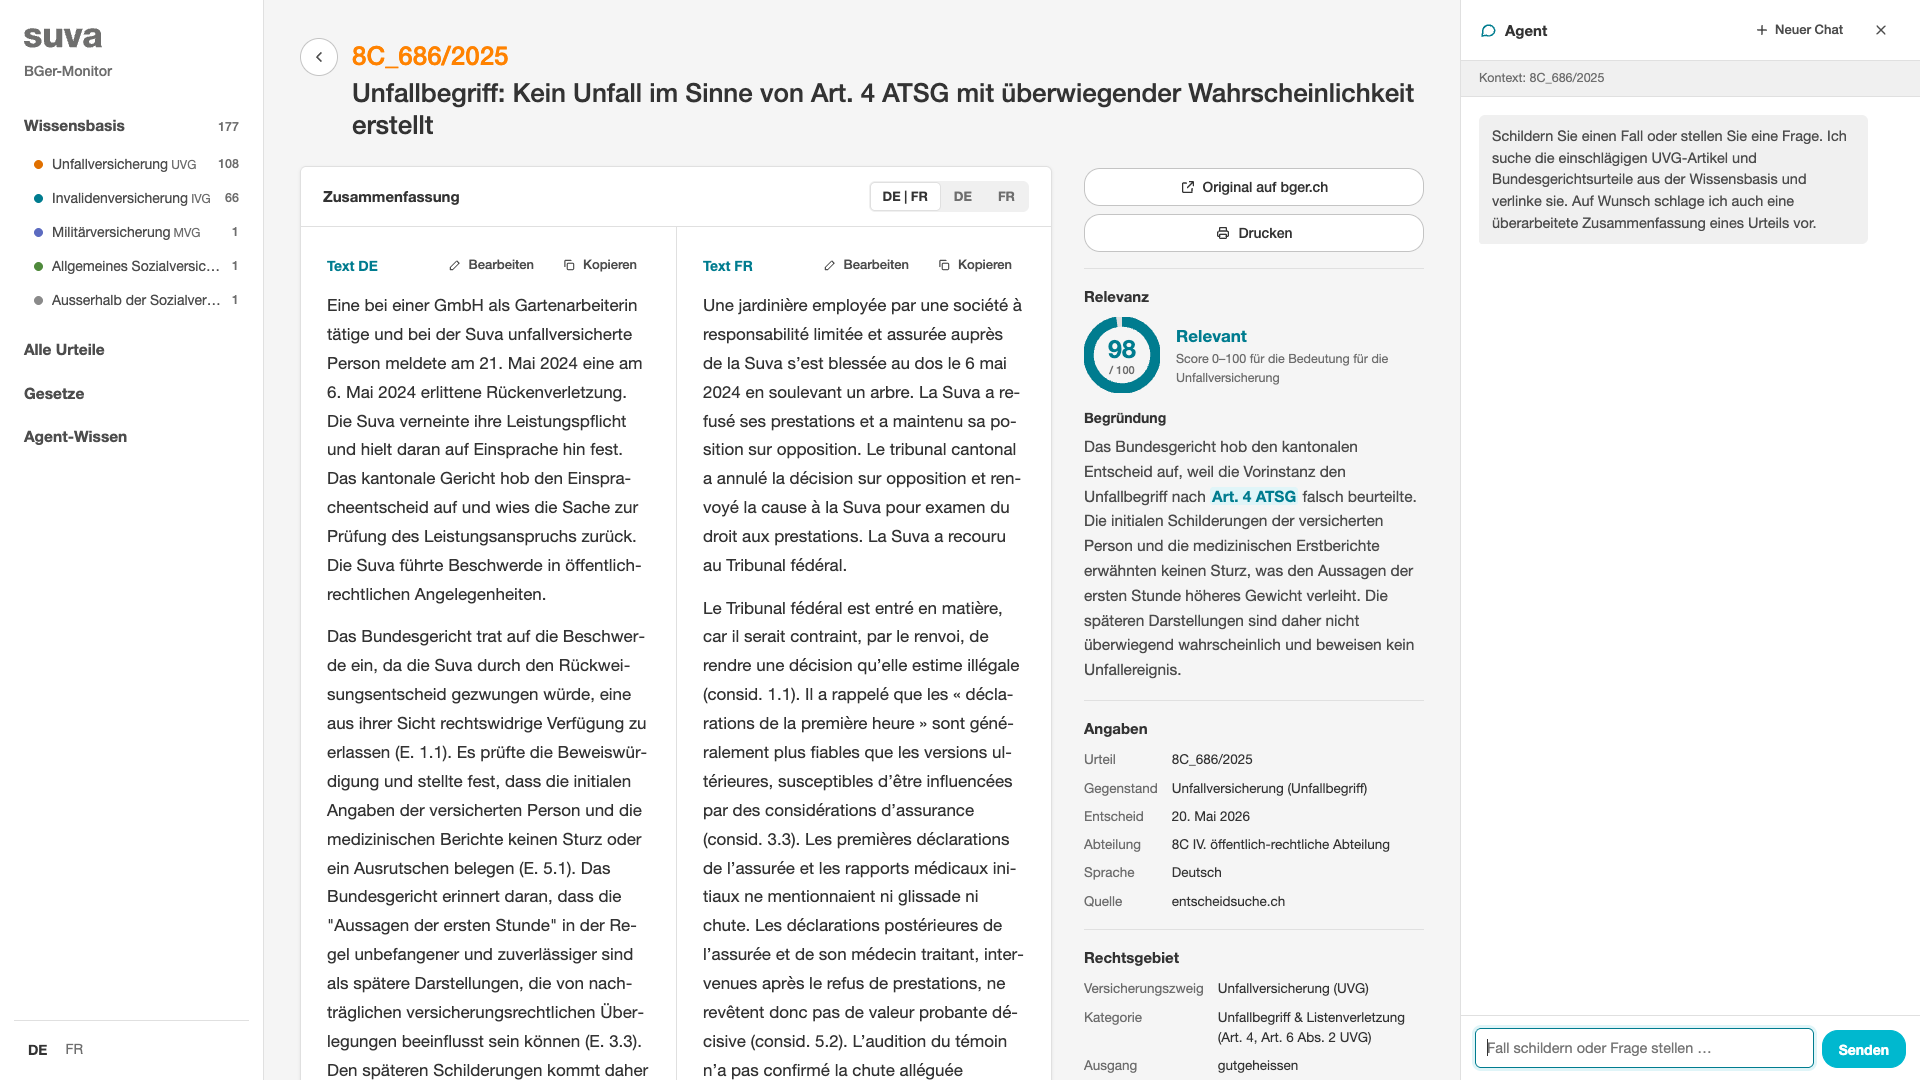 suva
BGer-Monitor
Wissensbasis 177
Unfallversicherung UVG 108
Invalidenversicherung IVG 66
Militärversicherung MVG 1
Allgemeines Sozialversic... 1
Ausserhalb der Sozialver... 1
Alle Urteile
Gesetze
Agent-Wissen
DE FR
8C_686/2025
Unfallbegriff: Kein Unfall im Sinne von Art. 4 ATSG mit überwiegender Wahrscheinlichkeit
erstellt
Zusammenfassung
DE | FR DE FR
Text DE Bearbeiten Kopieren
Eine bei einer GmbH als Gartenarbeiterin
tätige und bei der Suva unfallversicherte
Person meldete am 21. Mai 2024 eine am
6. Mai 2024 erlittene Rückenverletzung.
Die Suva verneinte ihre Leistungspflicht
und hielt daran auf Einsprache hin fest.
Das kantonale Gericht hob den Einspra-
cheentscheid auf und wies die Sache zur
Prüfung des Leistungsanspruchs zurück.
Die Suva führte Beschwerde in öffentlich-
rechtlichen Angelegenheiten.
Das Bundesgericht trat auf die Beschwer-
de ein, da die Suva durch den Rückwei-
sungsentscheid gezwungen würde, eine
aus ihrer Sicht rechtswidrige Verfügung zu
erlassen (E. 1.1). Es prüfte die Beweiswür-
digung und stellte fest, dass die initialen
Angaben der versicherten Person und die
medizinischen Berichte keinen Sturz oder
ein Ausrutschen belegen (E. 5.1). Das
Bundesgericht erinnert daran, dass die
"Aussagen der ersten Stunde" in der Re-
gel unbefangener und zuverlässiger sind
als spätere Darstellungen, die von nach-
träglichen versicherungsrechtlichen Über-
legungen beeinflusst sein können (E. 3.3).
Den späteren Schilderungen kommt daher
Text FR Bearbeiten Kopieren
Une jardinière employée par une société à
responsabilité limitée et assurée auprès
de la Suva s'est blessée au dos le 6 mai
2024 en soulevant un arbre. La Suva a re-
fusé ses prestations et a maintenu sa po-
sition sur opposition. Le tribunal cantonal
a annulé la décision sur opposition et ren-
voyé la cause à la Suva pour examen du
droit aux prestations. La Suva a recouru
au Tribunal fédéral.
Le Tribunal fédéral est entré en matière,
car il serait contraint, par le renvoi, de
rendre une décision qu'elle estime illégale
(consid. 1.1). Il a rappelé que les « décla-
rations de la première heure » sont géné-
ralement plus fiables que les versions ul-
térieures, susceptibles d'être influencées
par des considérations d'assurance
(consid. 3.3). Les premières déclarations
de l'assurée et les rapports médicaux ini-
tiaux ne mentionnaient ni glissade ni
chute. Les déclarations postérieures de
l'assurée et de son médecin traitant, inter-
venues après le refus de prestations, ne
revêtent donc pas de valeur probante dé-
cisive (consid. 5.2). L'audition du témoin
n'a pas confirmé la chute alléguée
Original auf bger.ch
Drucken
Relevanz
98
/ 100
Relevant
Score 0–100 für die Bedeutung für die
Unfallversicherung
Begründung
Das Bundesgericht hob den kantonalen
Entscheid auf, weil die Vorinstanz den
Unfallbegriff nach Art. 4 ATSG falsch beurteilte.
Die initialen Schilderungen der versicherten
Person und die medizinischen Erstberichte
erwähnten keinen Sturz, was den Aussagen der
ersten Stunde höheres Gewicht verleiht. Die
späteren Darstellungen sind daher nicht
überwiegend wahrscheinlich und beweisen kein
Unfallereignis.
Angaben
Urteil 8C_686/2025
Gegenstand Unfallversicherung (Unfallbegriff)
Entscheid 20. Mai 2026
Abteilung 8C IV. öffentlich-rechtliche Abteilung
Sprache Deutsch
Quelle entscheidsuche.ch
Rechtsgebiet
Versicherungszweig Unfallversicherung (UVG)
Kategorie Unfallbegriff & Listenverletzung
(Art. 4, Art. 6 Abs. 2 UVG)
Ausgang gutgeheissen
Agent Neuer Chat
Kontext: 8C_686/2025
Schildern Sie einen Fall oder stellen Sie eine Frage. Ich
suche die einschlägigen UVG-Artikel und
Bundesgerichtsurteile aus der Wissensbasis und
verlinke sie. Auf Wunsch schlage ich auch eine
überarbeitete Zusammenfassung eines Urteils vor.
Fall schildern oder Frage stellen ...
Senden